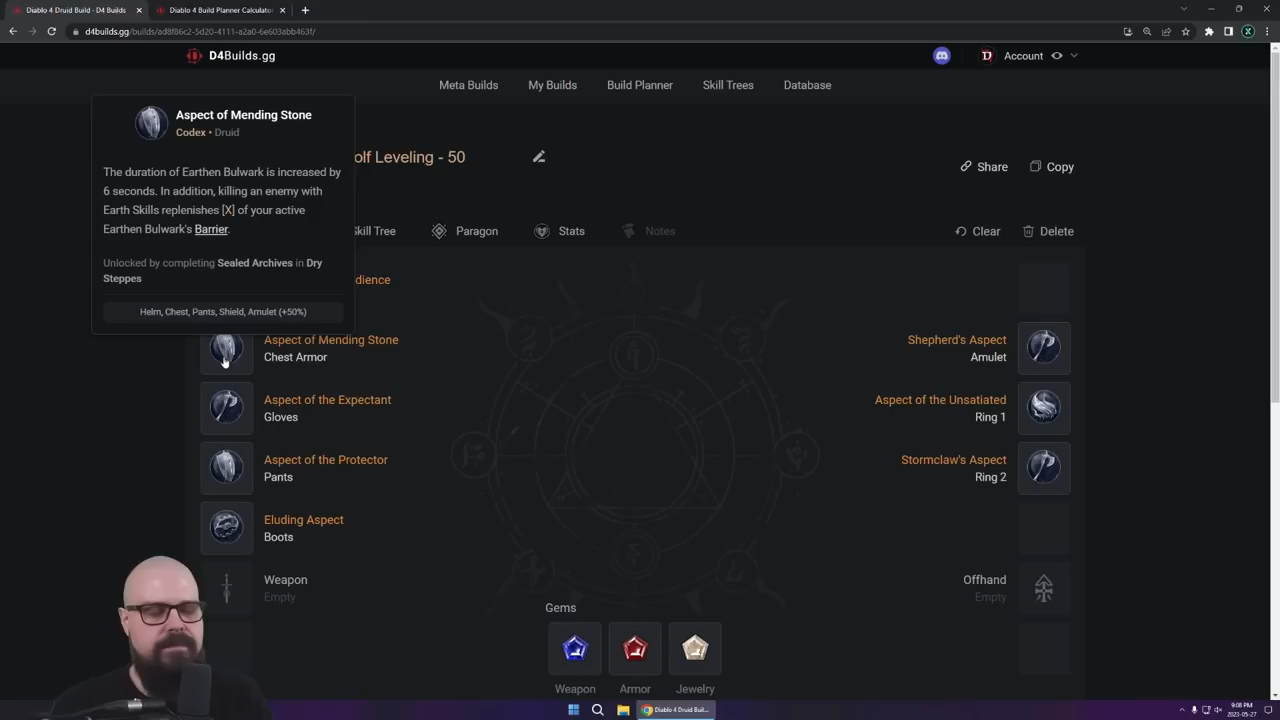 Diablo 4 Druid Build - D4 Builds
Diablo 4 Build Planner Calculator
d4builds.gg/builds/ad8f86c2-5d20-4111-a2a0-6e603abb463f/
D4Builds.gg
Account
Meta Builds
My Builds
Build Planner
Skill Trees
Database
Aspect of Mending Stone
Codex • Druid
The duration of Earthen Bulwark is increased by
6 seconds. In addition, killing an enemy with
Earth Skills replenishes [X] of your active
Earthen Bulwark's Barrier.
Unlocked by completing Sealed Archives in Dry
Steppes
Helm, Chest, Pants, Shield, Amulet (+50%)
olf Leveling - 50
Share
Copy
kill Tree
Paragon
Stats
Notes
Clear
Delete
edience
Aspect of Mending Stone
Chest Armor
Shepherd's Aspect
Amulet
Aspect of the Expectant
Gloves
Aspect of the Unsatiated
Ring 1
Aspect of the Protector
Pants
Stormclaw's Aspect
Ring 2
Eluding Aspect
Boots
Weapon
Empty
Offhand
Empty
Gems
Weapon
Armor
Jewelry
Diablo 4 Druid Buil...
9:08 PM
2023-05-27